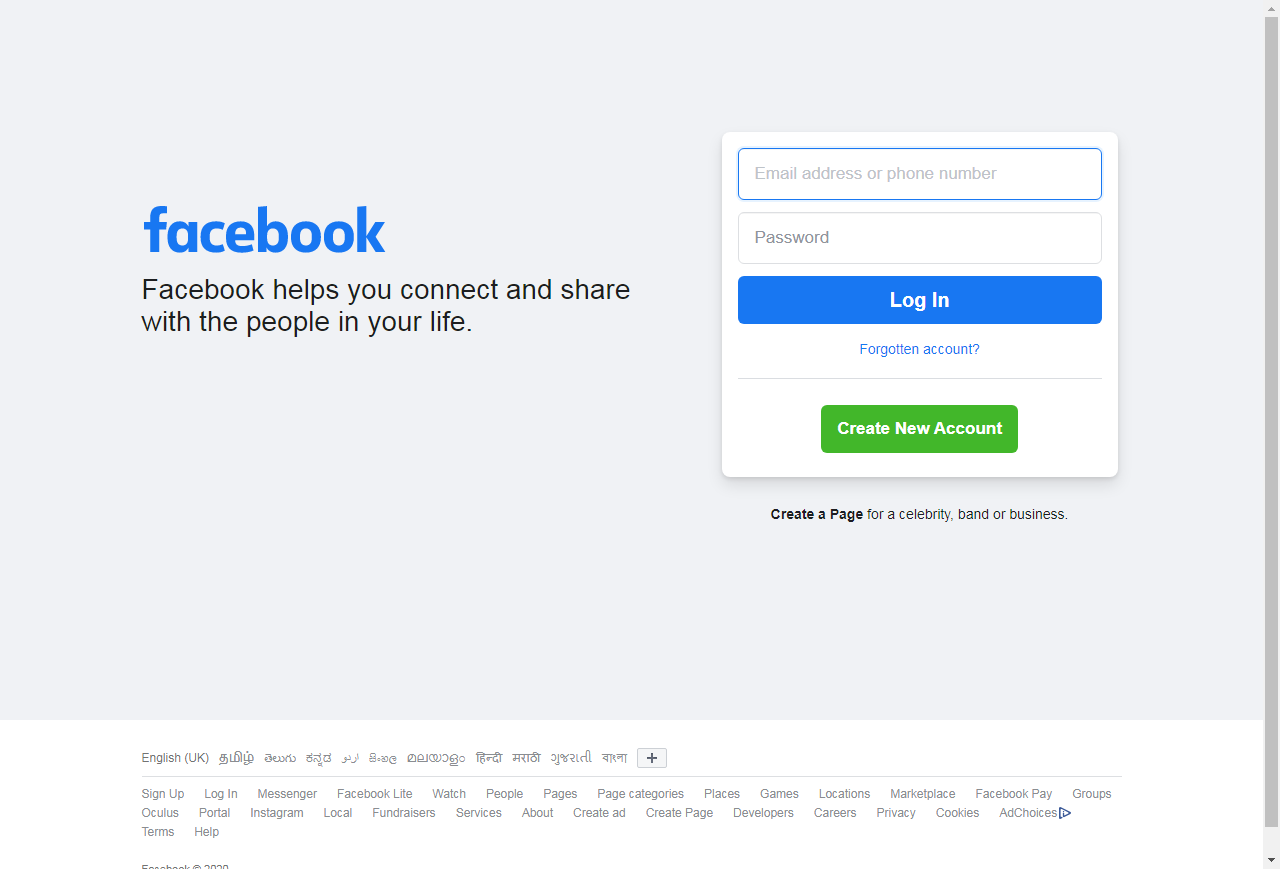 facebook
Facebook helps you connect and share
with the people in your life.
Email address or phone number
Password
Log In
Forgotten account?
Create New Account
Create a Page for a celebrity, band or business.
English (UK) தமிழ் తెలుగు ಕನ್ನಡ اردو සිංහල മലയാളം हिन्दी मराठी ગુજરાતી বাংলা
Sign Up Log In Messenger Facebook Lite Watch People Pages Page categories Places Games Locations Marketplace Facebook Pay Groups
Oculus Portal Instagram Local Fundraisers Services About Create ad Create Page Developers Careers Privacy Cookies AdChoices
Terms Help
Facebook © 2020